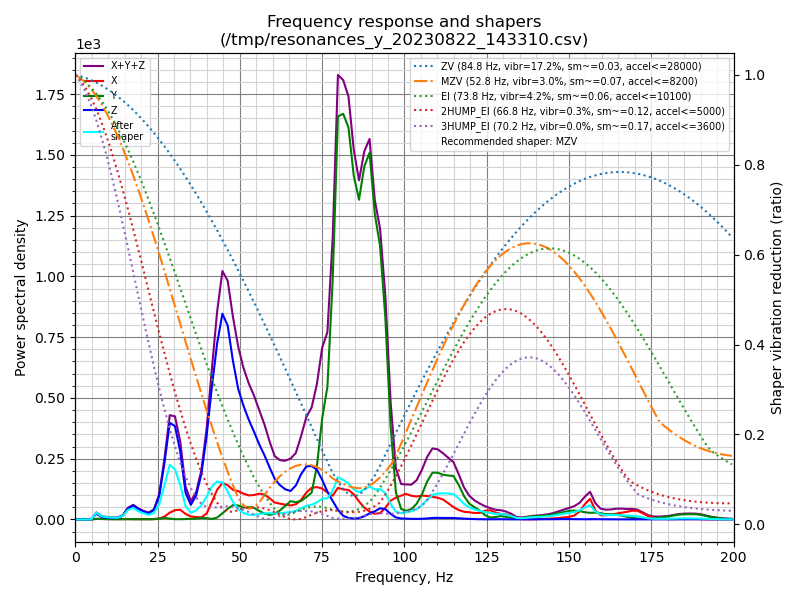 Frequency response and shapers
(/tmp/resonances_y_20230822_143310.csv)
1e3
X+Y+Z
X
Y
Z
After
shaper
ZV (84.8 Hz, vibr=17.2%, sm~=0.03, accel<=28000)
MZV (52.8 Hz, vibr=3.0%, sm~=0.07, accel<=8200)
EI (73.8 Hz, vibr=4.2%, sm~=0.06, accel<=10100)
2HUMP_EI (66.8 Hz, vibr=0.3%, sm~=0.12, accel<=5000)
3HUMP_EI (70.2 Hz, vibr=0.0%, sm~=0.17, accel<=3600)
Recommended shaper: MZV
Power spectral density
1.75
1.50
1.25
1.00
0.75
0.50
0.25
0.00
1.0
0.8
0.6
0.4
0.2
0.0
Shaper vibration reduction (ratio)
0 25 50 75 100 125 150 175 200
Frequency, Hz